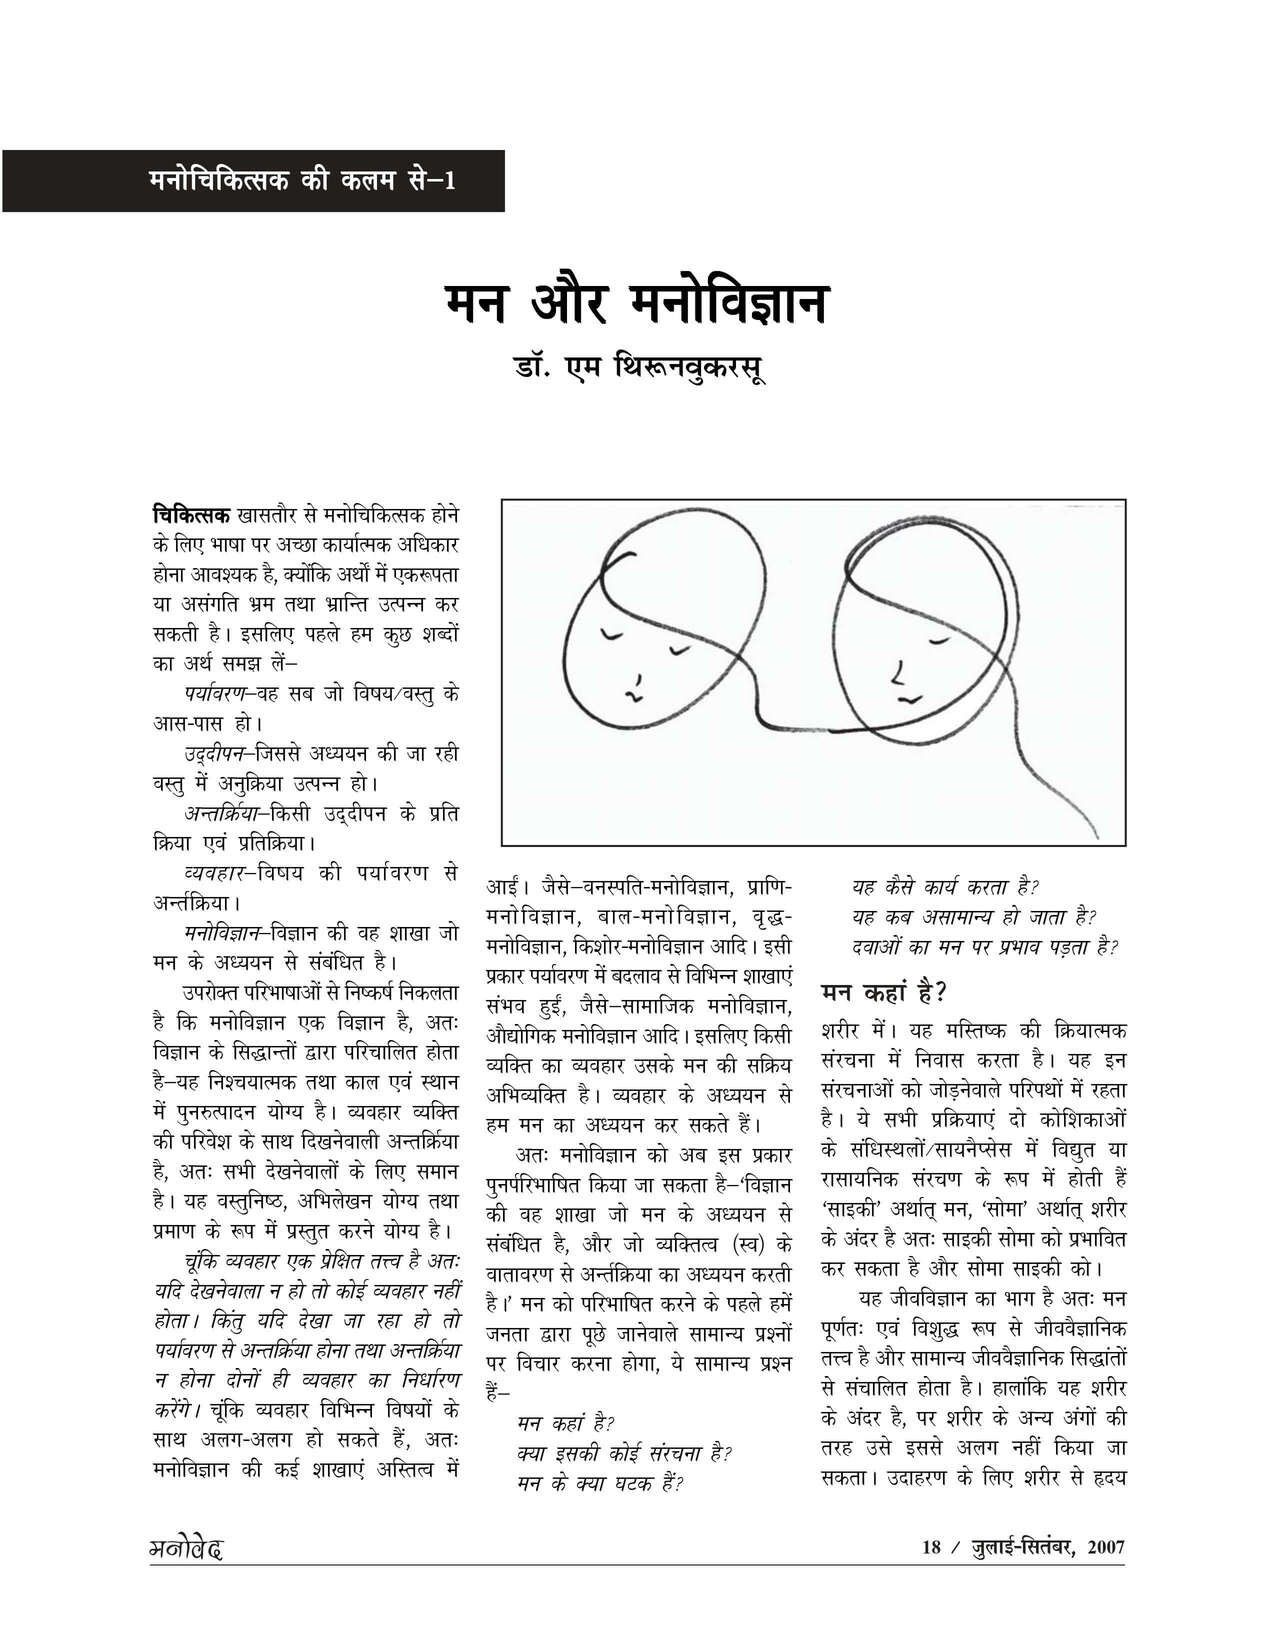 मनोचिकित्सक की कलम से–1
मन और मनोविज्ञान
डॉ. एम थिरूनवुकरसू
चिकित्सक खासतौर से मनोचिकित्सक होने
के लिए भाषा पर अच्छा कार्यात्मक अधिकार
होना आवश्यक है, क्योंकि अर्थों में एकरूपता
या असंगति भ्रम तथा भ्रान्ति उत्पन्न कर
सकती है। इसलिए पहले हम कुछ शब्दों
का अर्थ समझ लें–
पर्यावरण–वह सब जो विषय/वस्तु के
आस-पास हो।
उद्दीपन–जिससे अध्ययन की जा रही
वस्तु में अनुक्रिया उत्पन्न हो।
अन्तर्क्रिया–किसी उद्दीपन के प्रति
क्रिया एवं प्रतिक्रिया।
व्यवहार–विषय की पर्यावरण से
अर्न्तक्रिया।
मनोविज्ञान–विज्ञान की वह शाखा जो
मन के अध्ययन से संबंधित है।
उपरोक्त परिभाषाओं से निष्कर्ष निकलता
है कि मनोविज्ञान एक विज्ञान है, अतः
विज्ञान के सिद्धान्तों द्वारा परिचालित होता
है–यह निश्चयात्मक तथा काल एवं स्थान
में पुनरुत्पादन योग्य है। व्यवहार व्यक्ति
की परिवेश के साथ दिखनेवाली अन्तर्क्रिया
है, अतः सभी देखनेवालों के लिए समान
है। यह वस्तुनिष्ठ, अभिलेखन योग्य तथा
प्रमाण के रूप में प्रस्तुत करने योग्य है।
चूंकि व्यवहार एक प्रेक्षित तत्त्व है अतः
यदि देखनेवाला न हो तो कोई व्यवहार नहीं
होता। किंतु यदि देखा जा रहा हो तो
पर्यावरण से अन्तर्क्रिया होना तथा अन्तर्क्रिया
न होना दोनों ही व्यवहार का निर्धारण
करेंगे। चूंकि व्यवहार विभिन्न विषयों के
साथ अलग-अलग हो सकते हैं, अतः
मनोविज्ञान की कई शाखाएं अस्तित्व में
आईं। जैसे–वनस्पति-मनोविज्ञान, प्राणि-
मनोविज्ञान, बाल-मनोविज्ञान, वृद्ध-
मनोविज्ञान, किशोर-मनोविज्ञान आदि। इसी
प्रकार पर्यावरण में बदलाव से विभिन्न शाखाएं
संभव हुईं, जैसे–सामाजिक मनोविज्ञान,
औद्योगिक मनोविज्ञान आदि। इसलिए किसी
व्यक्ति का व्यवहार उसके मन की सक्रिय
अभिव्यक्ति है। व्यवहार के अध्ययन से
हम मन का अध्ययन कर सकते हैं।
अतः मनोविज्ञान को अब इस प्रकार
पुनर्परिभाषित किया जा सकता है–‘विज्ञान
की वह शाखा जो मन के अध्ययन से
संबंधित है, और जो व्यक्तित्व (स्व) के
वातावरण से अर्न्तक्रिया का अध्ययन करती
है।’ मन को परिभाषित करने के पहले हमें
जनता द्वारा पूछे जानेवाले सामान्य प्रश्नों
पर विचार करना होगा, ये सामान्य प्रश्न
हैं–
मन कहां है?
क्या इसकी कोई संरचना है?
मन के क्या घटक हैं?
यह कैसे कार्य करता है?
यह कब असामान्य हो जाता है?
दवाओं का मन पर प्रभाव पड़ता है?
मन कहां है?
शरीर में। यह मस्तिष्क की क्रियात्मक
संरचना में निवास करता है। यह इन
संरचनाओं को जोड़नेवाले परिपथों में रहता
है। ये सभी प्रक्रियाएं दो कोशिकाओं
के संधिस्थलों/सायनैप्सेस में विद्युत या
रासायनिक संरचण के रूप में होती हैं
‘साइकी’ अर्थात् मन, ‘सोमा’ अर्थात् शरीर
के अंदर है अतः साइकी सोमा को प्रभावित
कर सकता है और सोमा साइकी को।
यह जीवविज्ञान का भाग है अतः मन
पूर्णतः एवं विशुद्ध रूप से जीववैज्ञानिक
तत्त्व है और सामान्य जीववैज्ञानिक सिद्धांतों
से संचालित होता है। हालांकि यह शरीर
के अंदर है, पर शरीर के अन्य अंगों की
तरह उसे इससे अलग नहीं किया जा
सकता। उदाहरण के लिए शरीर से हृदय
मनोवेद
18 / जुलाई-सितंबर, 2007